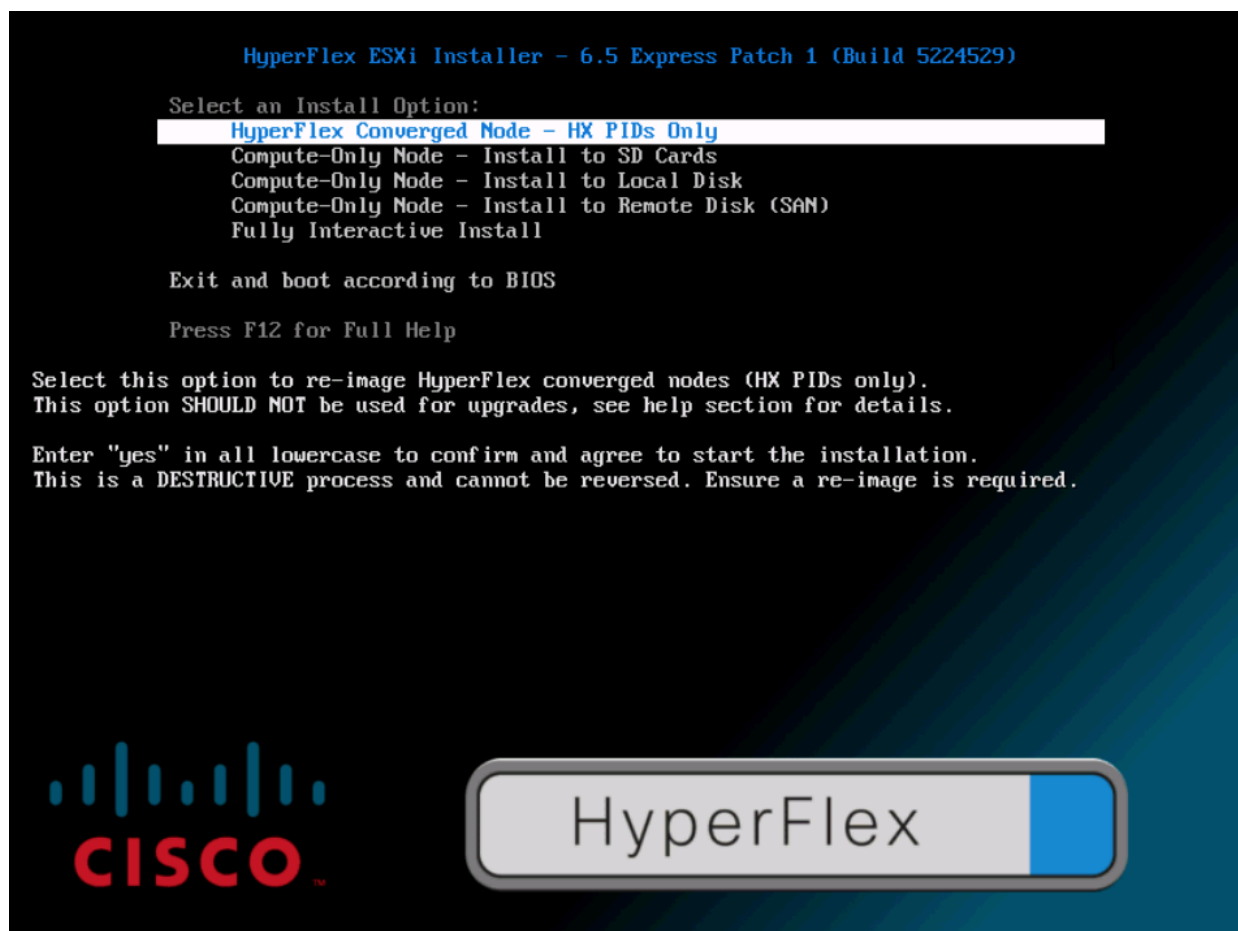 HyperFlex ESXi Installer - 6.5 Express Patch 1 (Build 5224529)
Select an Install Option:
HyperFlex Converged Node - HX PIDs Only
Compute-Only Node - Install to SD Cards
Compute-Only Node - Install to Local Disk
Compute-Only Node - Install to Remote Disk (SAN)
Fully Interactive Install
Exit and boot according to BIOS
Press F12 for Full Help
Select this option to re-image HyperFlex converged nodes (HX PIDs only).
This option SHOULD NOT be used for upgrades, see help section for details.
Enter "yes" in all lowercase to confirm and agree to start the installation.
This is a DESTRUCTIVE process and cannot be reversed. Ensure a re-image is required.
CISCO™
HyperFlex